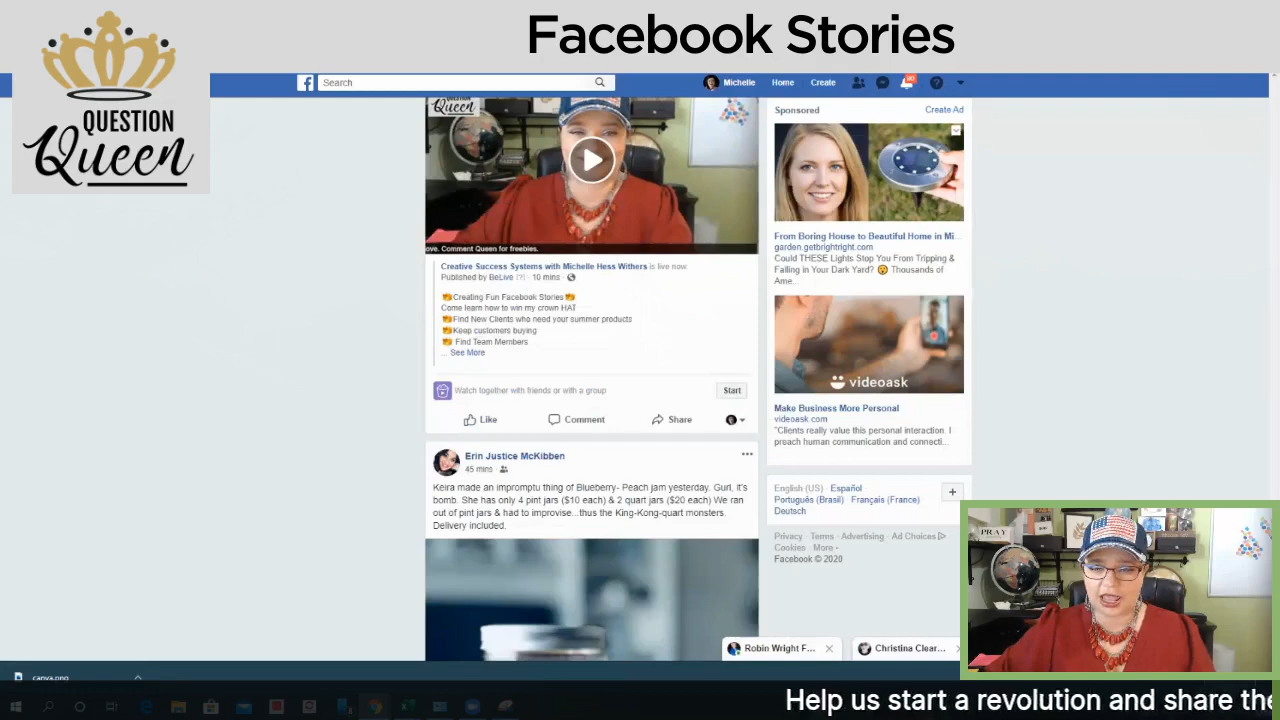 Facebook Stories
QUESTION
Queen
Search
Michelle
Home
Create
QUESTION
Queen
ove. Comment Queen for freebies.
Creative Success Systems with Michelle Hess Withers is live now.
Published by BeLive [?] · 10 mins ·
Creating Fun Facebook Stories
Come learn how to win my crown HAT
Find New Clients who need your summer products
Keep customers buying
Find Team Members
... See More
Watch together with friends or with a group
Start
Like
Comment
Share
Erin Justice McKibben
45 mins ·
Keira made an impromptu thing of Blueberry- Peach jam yesterday. Gurl, it's
bomb. She has only 4 pint jars ($10 each) & 2 quart jars ($20 each) We ran
out of pint jars & had to improvise...thus the King-Kong-quart monsters.
Delivery included.
Sponsored
Create Ad
From Boring House to Beautiful Home in Mi...
garden.getbrightright.com
Could THESE Lights Stop You From Tripping &
Falling in Your Dark Yard? Thousands of
Ame...
videoask
Make Business More Personal
videoask.com
"Clients really value this personal interaction. I
preach human communication and connecti...
English (US) · Español
Português (Brasil) · Français (France)
Deutsch
Privacy · Terms · Advertising · Ad Choices
Cookies · More
Facebook © 2020
PRAY
Robin Wright F...
Christina Clear...
canva.png
Help us start a revolution and share the